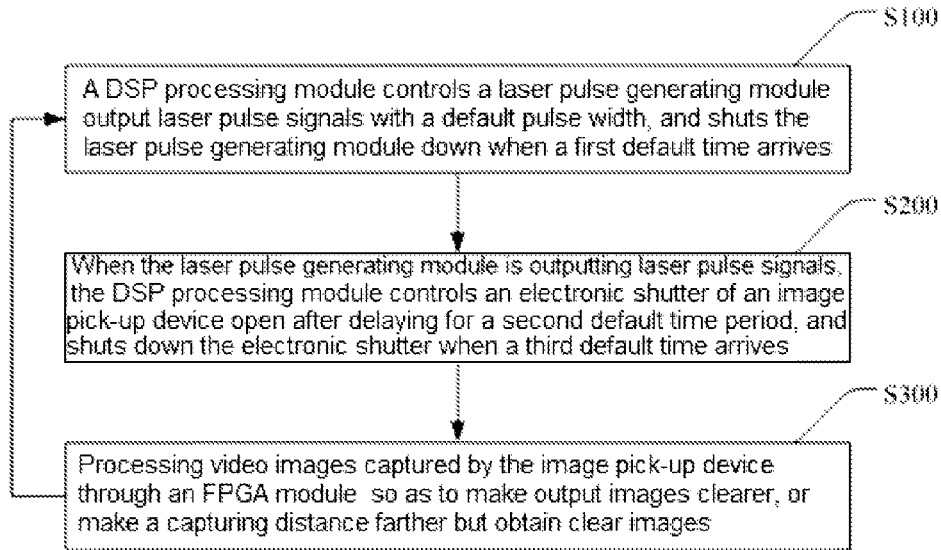 S100
A DSP processing module controls a laser pulse generating module
output laser pulse signals with a default pulse width, and shuts the
laser pulse generating module down when a first default time arrives
S200
When the laser pulse generating module is outputting laser pulse signals,
the DSP processing module controls an electronic shutter of an image
pick-up device open after delaying for a second default time period, and
shuts down the electronic shutter when a third default time arrives
S300
Processing video images captured by the image pick-up device
through an FPGA module so as to make output images clearer, or
make a capturing distance farther but obtain clear images